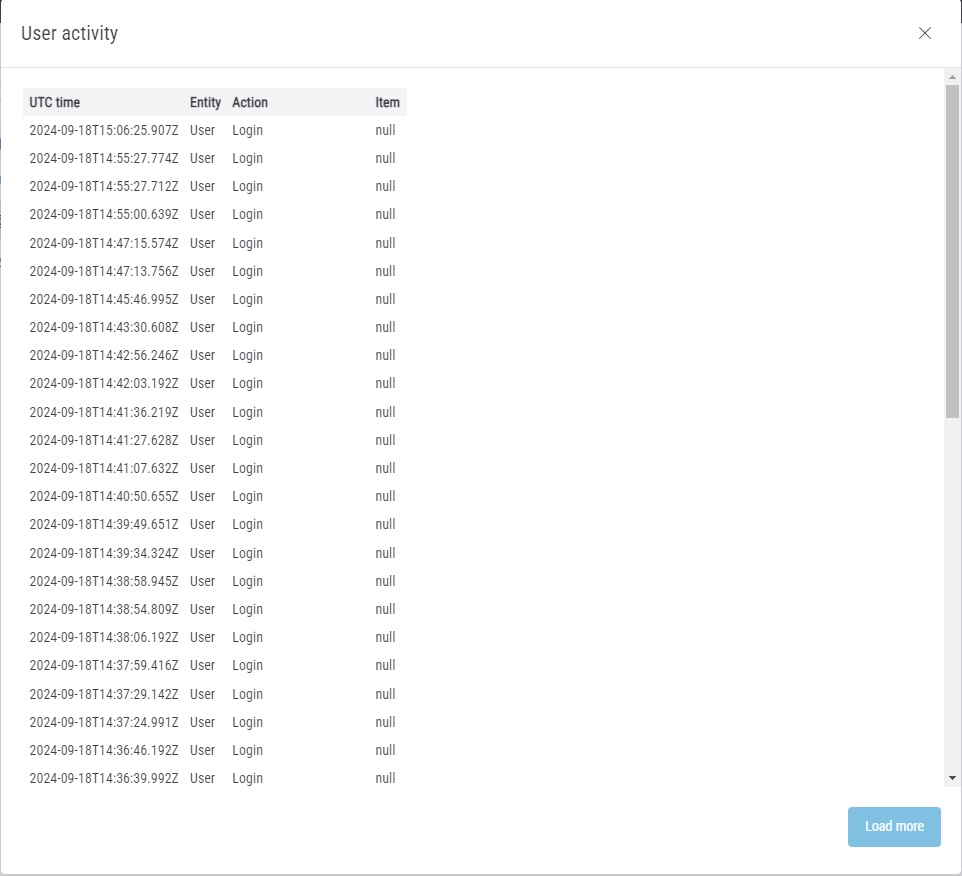 User activity
UTC time Entity Action Item
2024-09-18T15:06:25.907Z User Login null
2024-09-18T14:55:27.774Z User Login null
2024-09-18T14:55:27.712Z User Login null
2024-09-18T14:55:00.639Z User Login null
2024-09-18T14:47:15.574Z User Login null
2024-09-18T14:47:13.756Z User Login null
2024-09-18T14:45:46.995Z User Login null
2024-09-18T14:43:30.608Z User Login null
2024-09-18T14:42:56.246Z User Login null
2024-09-18T14:42:03.192Z User Login null
2024-09-18T14:41:36.219Z User Login null
2024-09-18T14:41:27.628Z User Login null
2024-09-18T14:41:07.632Z User Login null
2024-09-18T14:40:50.655Z User Login null
2024-09-18T14:39:49.651Z User Login null
2024-09-18T14:39:34.324Z User Login null
2024-09-18T14:38:58.945Z User Login null
2024-09-18T14:38:54.809Z User Login null
2024-09-18T14:38:06.192Z User Login null
2024-09-18T14:37:59.416Z User Login null
2024-09-18T14:37:29.142Z User Login null
2024-09-18T14:37:24.991Z User Login null
2024-09-18T14:36:46.192Z User Login null
2024-09-18T14:36:39.992Z User Login null
Load more